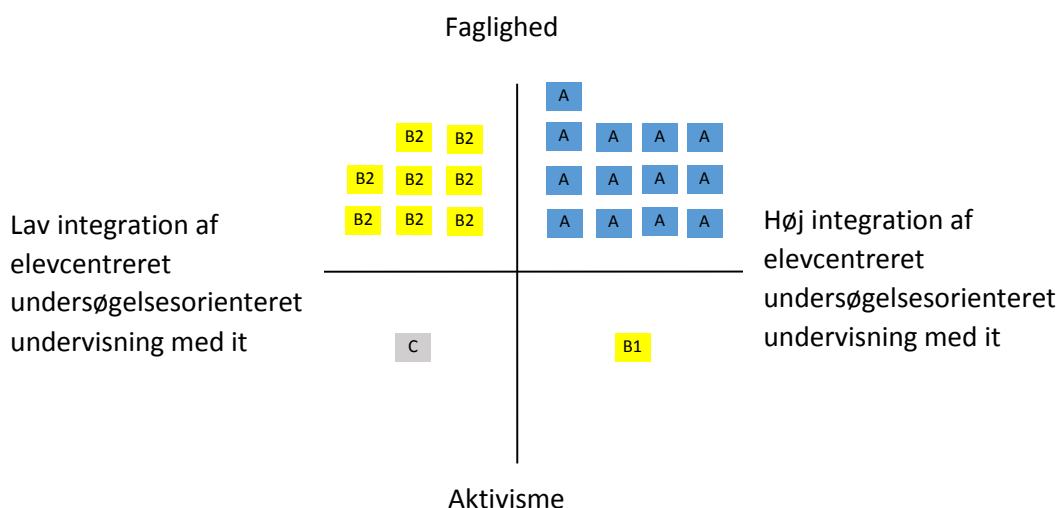 Faglighed
A
B2 B2 A A A A
B2 B2 B2 A A A A
B2 B2 B2 A A A A
Lav integration af
elevcentreret
undersøgelsesorienteret
undervisning med it
Høj integration af
elevcentreret
undersøgelsesorienteret
undervisning med it
C B1
Aktivisme